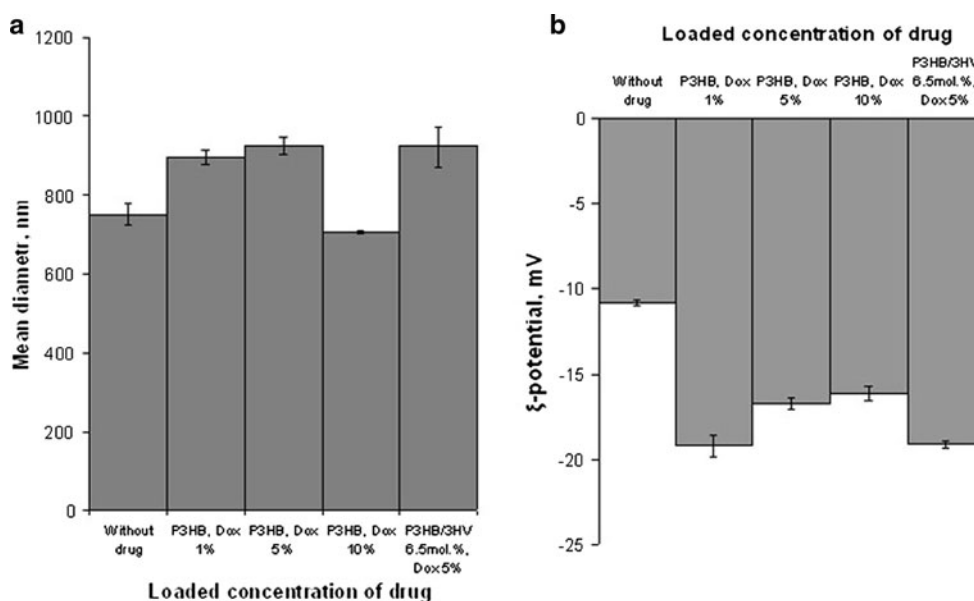 a
1200
1000
800
600
400
200
0
Mean diametr, nm
Without
drug
P3HB, Dox
1%
P3HB, Dox
5%
P3HB, Dox
10%
P3HB/3HV
6.5mol.%,
Dox5%
Loaded concentration of drug
b
Loaded concentration of drug
Without
drug
P3HB, Dox
1%
P3HB, Dox
5%
P3HB, Dox
10%
P3HB/3HV
6.5mol.%,
Dox5%
0
-5
-10
-15
-20
-25
ξ-potential, mV